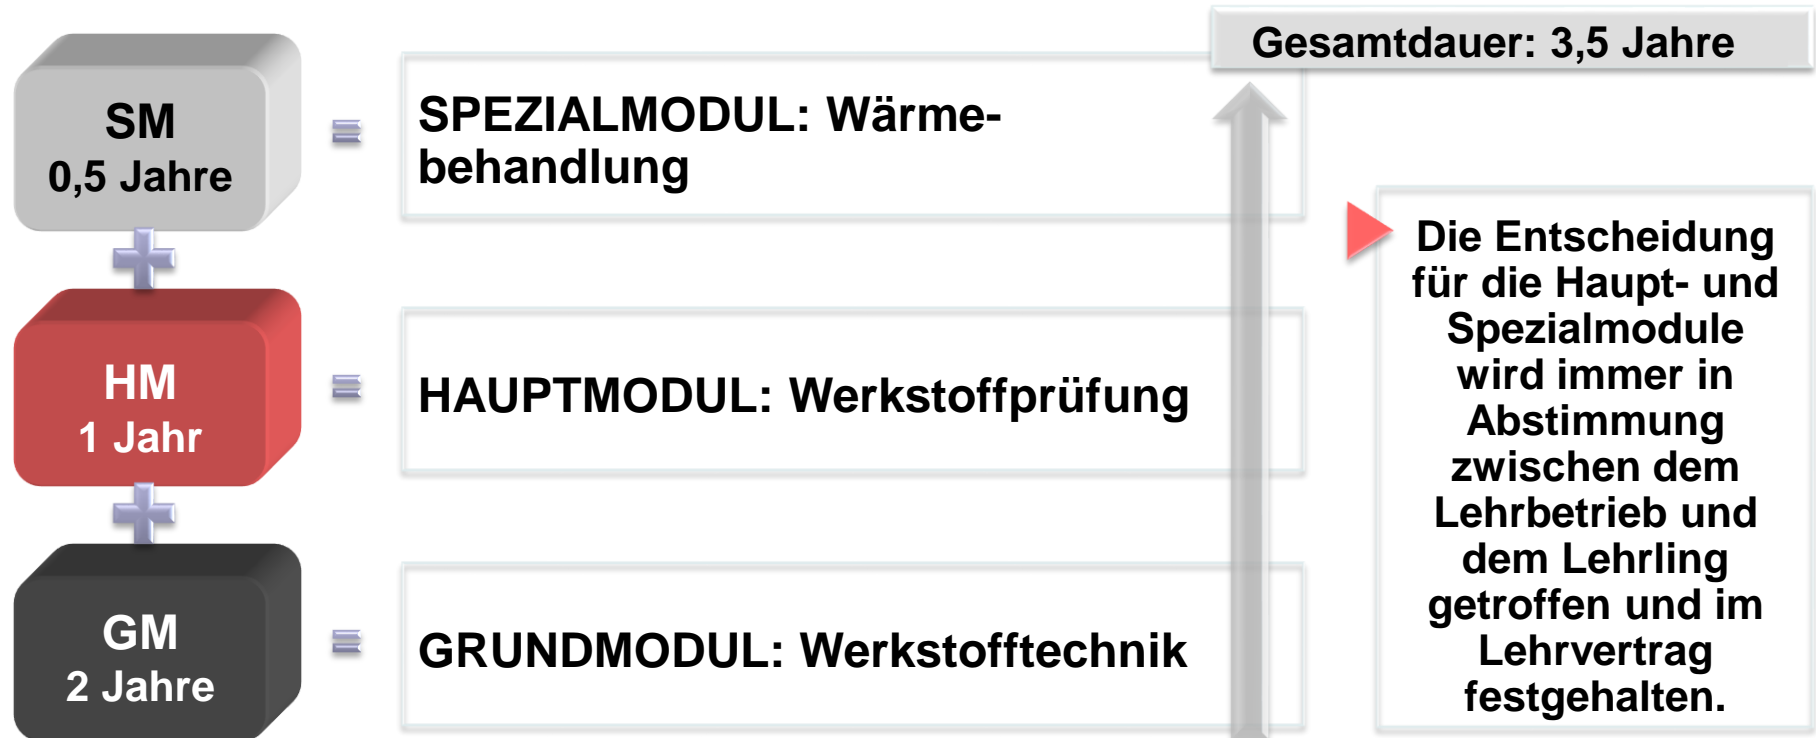 Gesamtdauer: 3,5 Jahre
SM
0,5 Jahre
=
SPEZIALMODUL: Wärme-
behandlung
+
HM
1 Jahr
=
HAUPTMODUL: Werkstoffprüfung
+
GM
2 Jahre
=
GRUNDMODUL: Werkstofftechnik
Die Entscheidung
für die Haupt- und
Spezialmodule
wird immer in
Abstimmung
zwischen dem
Lehrbetrieb und
dem Lehrling
getroffen und im
Lehrvertrag
festgehalten.